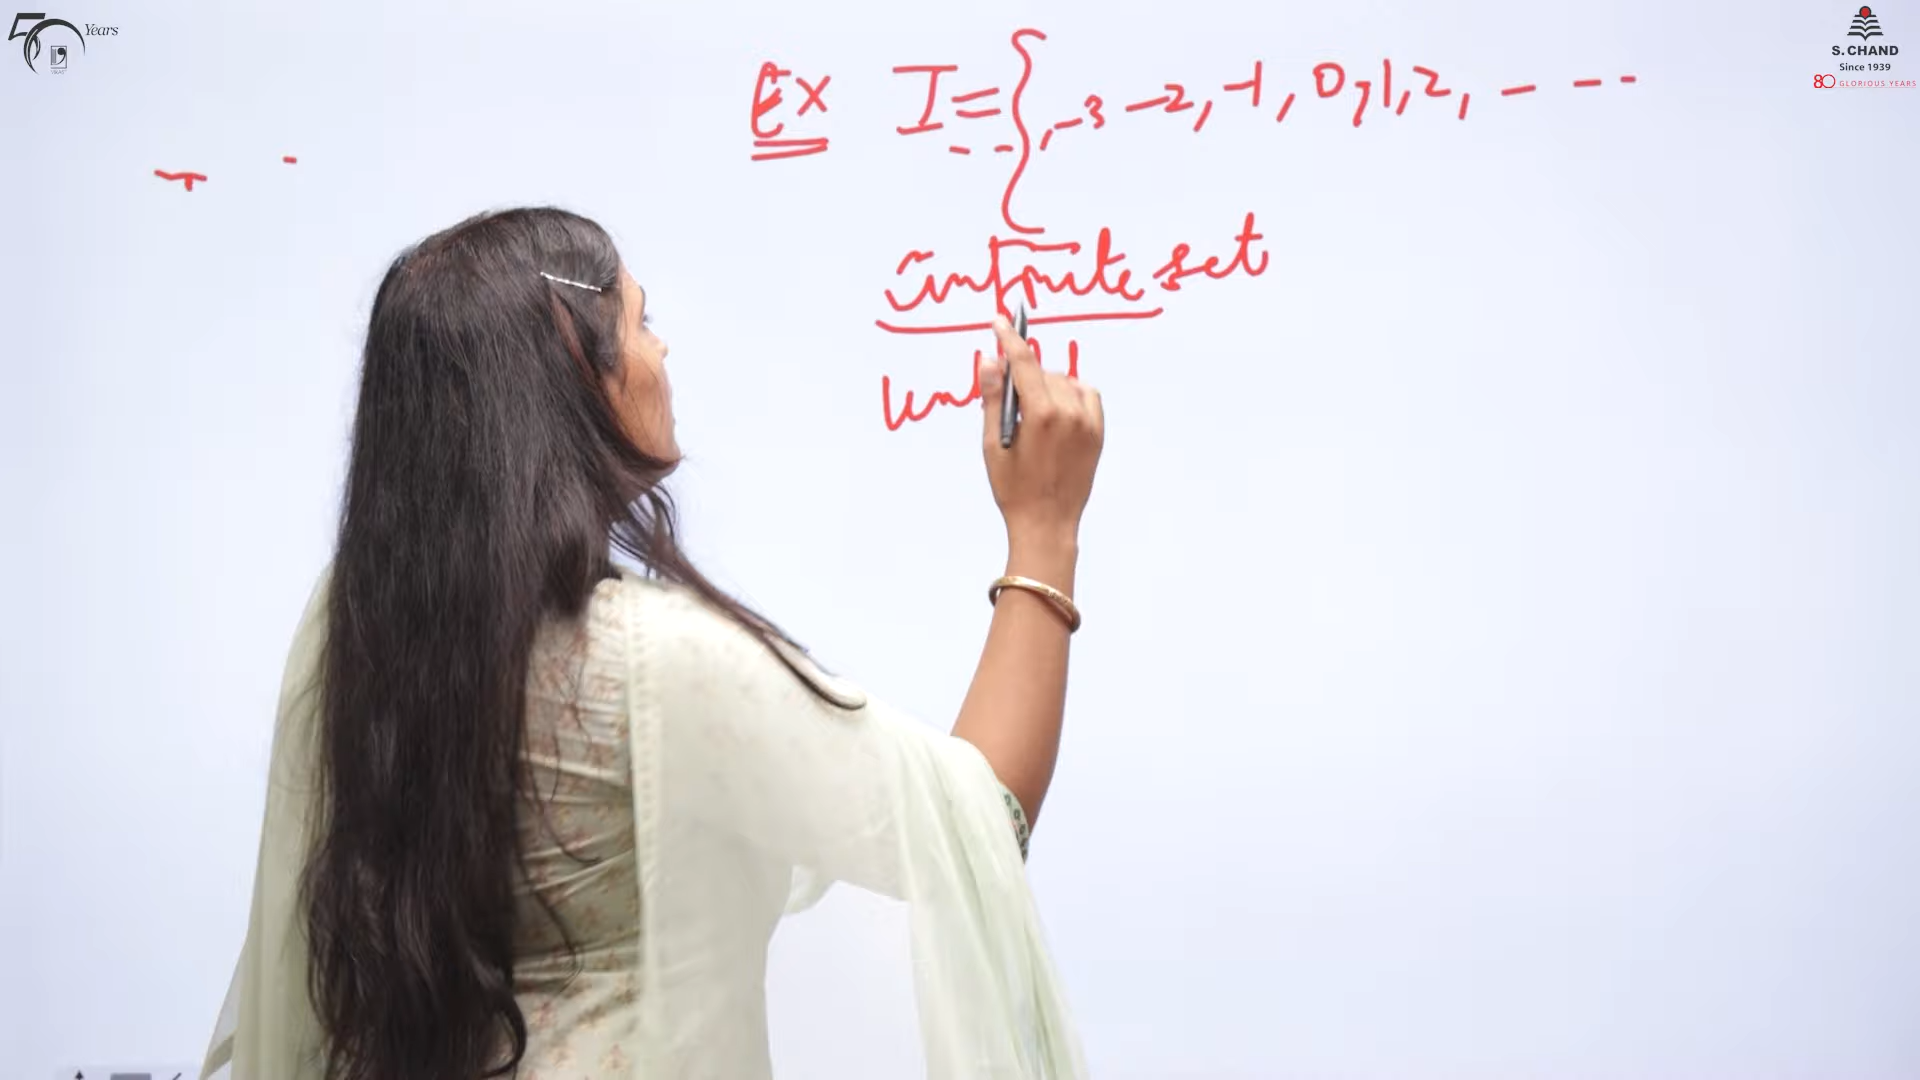 50 Years
S. CHAND
Since 1939
80 GLORIOUS YEARS
Ex I = { - - , -3 -2, -1, 0, 1, 2, - - - -
infinite set